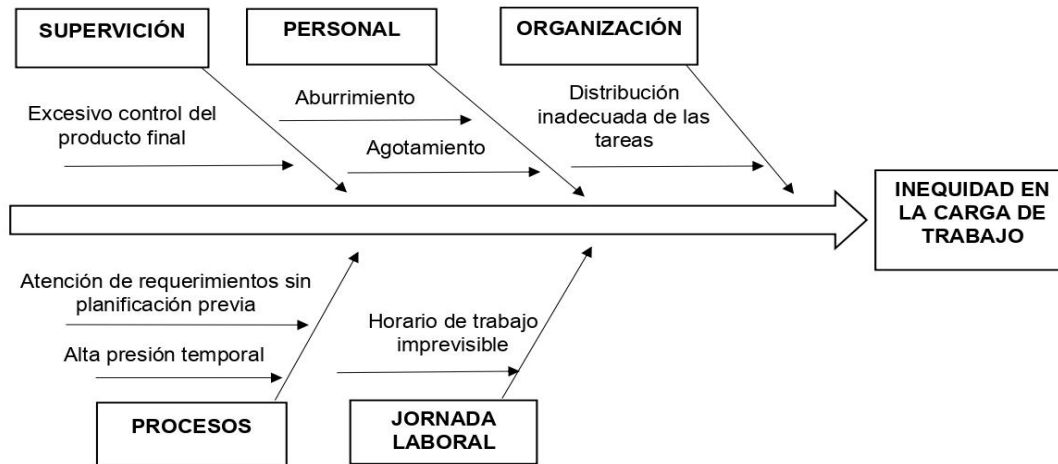 SUPERVICIÓN
PERSONAL
ORGANIZACIÓN
Excesivo control del
producto final
Aburrimiento
Agotamiento
Distribución
inadecuada de las
tareas
INEQUIDAD EN
LA CARGA DE
TRABAJO
Atención de requerimientos sin
planificación previa
Alta presión temporal
Horario de trabajo
imprevisible
PROCESOS
JORNADA
LABORAL